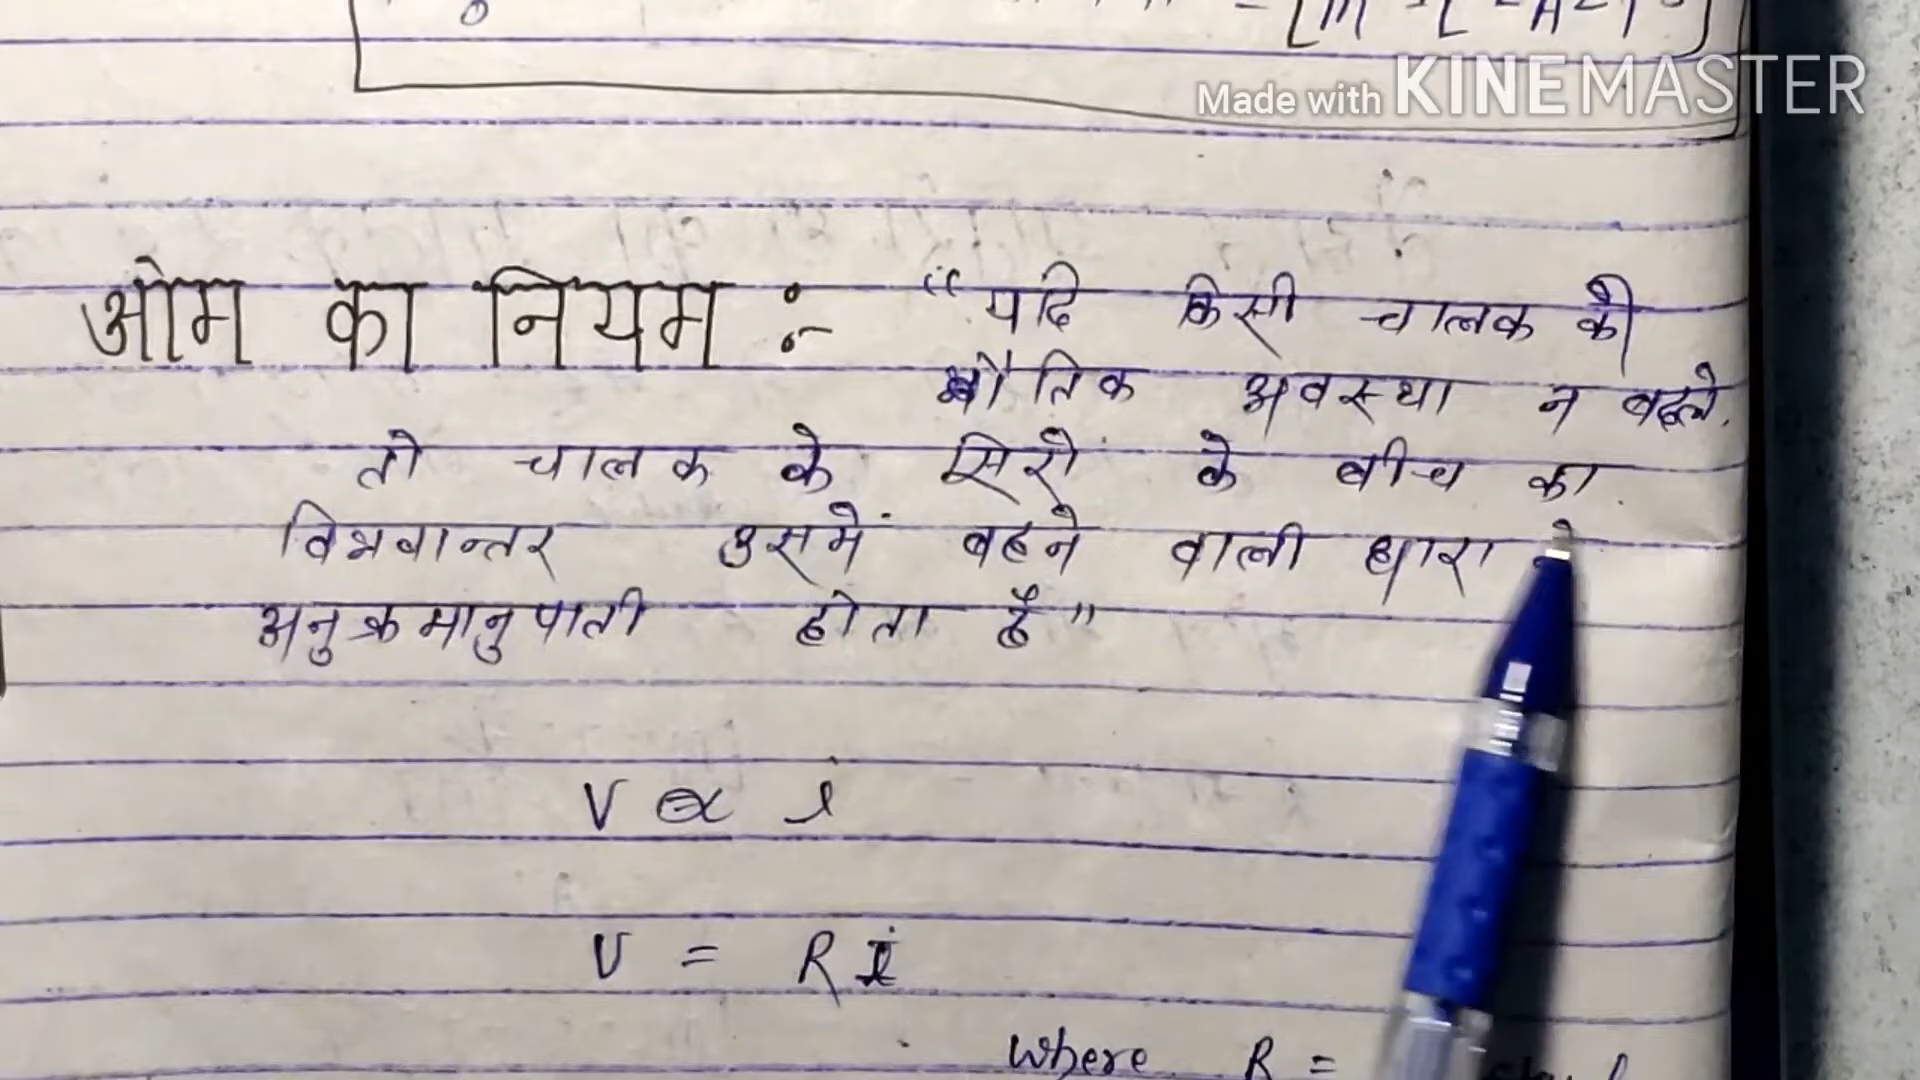 Made with KINEMASTER
ओम का नियम :- “यदि किसी चालक की
भौतिक अवस्था न बदले,
तो चालक के सिरों के बीच का
विभवान्तर उसमें बहने वाली धारा के
अनुक्रमानुपाती होता है”
V ∝ i
V = R i
where R =